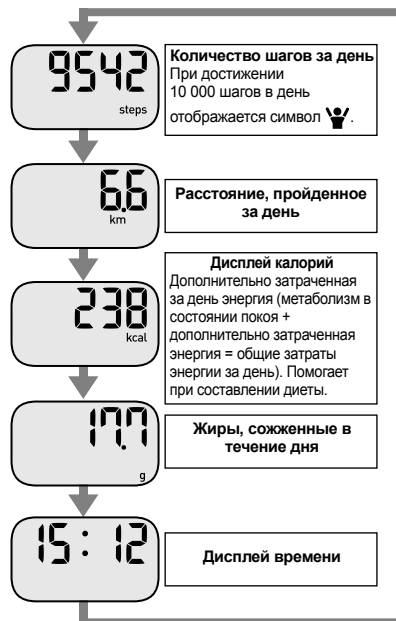 9542
steps
Количество шагов за день
При достижении
10 000 шагов в день
отображается символ .
6.6
km
Расстояние, пройденное
за день
238
kcal
Дисплей калорий
Дополнительно затраченная
за день энергия (метаболизм в
состоянии покоя +
дополнительно затраченная
энергия = общие затраты
энергии за день). Помогает
при составлении диеты.
17.7
g
Жиры, сожженные в
течение дня
15:12
Дисплей времени